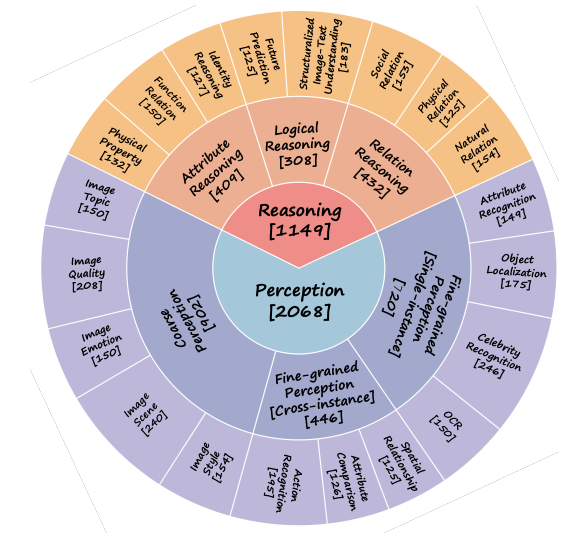 Physical
Property
[132]
Function
Relation
[150]
Identity
Reasoning
[127]
Future
Prediction
[125]
Structuralized
Image-Text
Understanding
[183]
Social
Relation
[153]
Physical
Relation
[125]
Natural
Relation
[154]
Attribute
Reasoning
[409]
Logical
Reasoning
[308]
Relation
Reasoning
[432]
Reasoning
[1149]
Perception
[2068]
Coarse
Perception
[902]
Fine-grained
Perception
[Cross-instance]
[446]
Fine-grained
Perception
[Single-instance]
Image
Topic
[150]
Image
Quality
[208]
Image
Emotion
[150]
Image
Scene
[240]
Image
Style
[154]
Action
Recognition
[195]
Attribute
Comparison
[126]
Spatial
Relationship
[125]
OCR
[150]
Celebrity
Recognition
[246]
Object
Localization
[175]
Attribute
Recognition
[149]